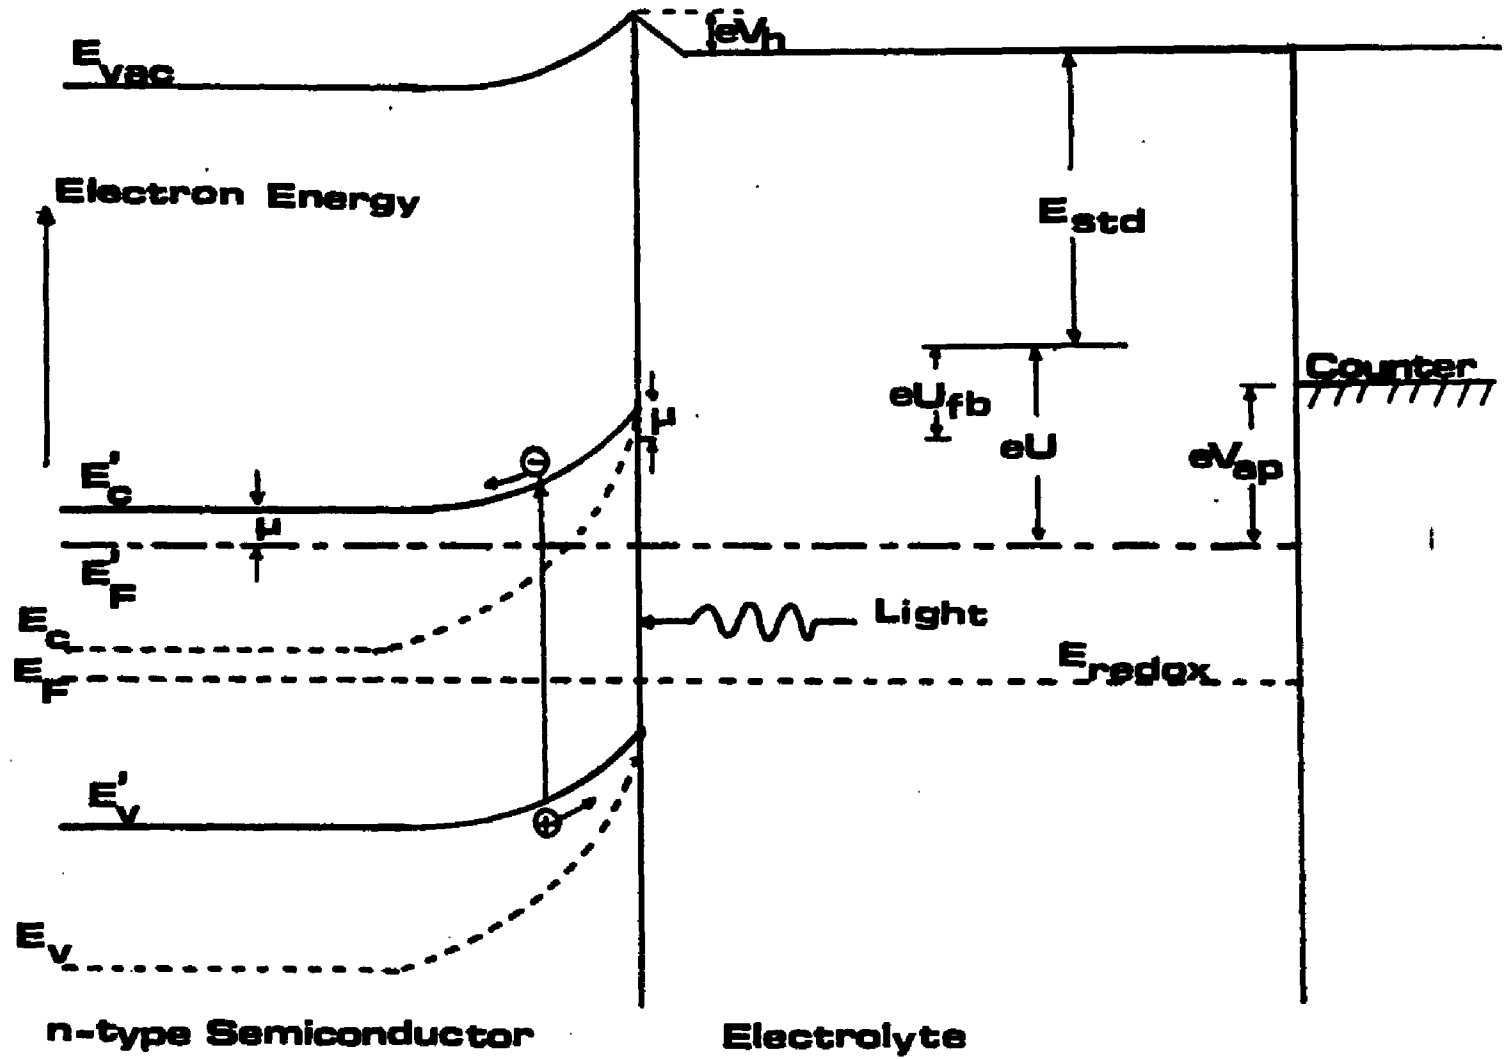 eVh
Evac
Electron Energy
Estd
Counter
eUfb
μ
eU
eVap
E'c
μ
E'F
Ec
Light
EF
Eredox
E'v
Ev
n-type Semiconductor
Electrolyte